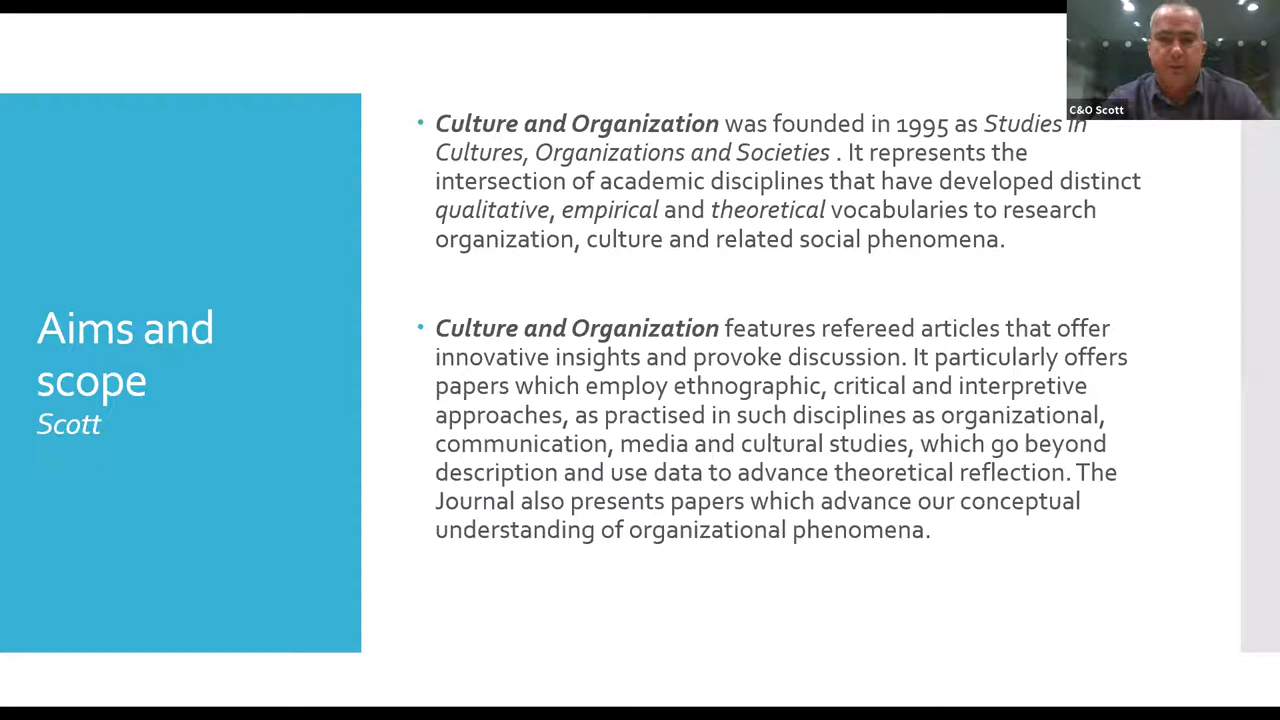 C&O Scott
Culture and Organization was founded in 1995 as Studies in
Cultures, Organizations and Societies . It represents the
intersection of academic disciplines that have developed distinct
qualitative, empirical and theoretical vocabularies to research
organization, culture and related social phenomena.
Aims and
scope
Scott
Culture and Organization features refereed articles that offer
innovative insights and provoke discussion. It particularly offers
papers which employ ethnographic, critical and interpretive
approaches, as practised in such disciplines as organizational,
communication, media and cultural studies, which go beyond
description and use data to advance theoretical reflection. The
Journal also presents papers which advance our conceptual
understanding of organizational phenomena.